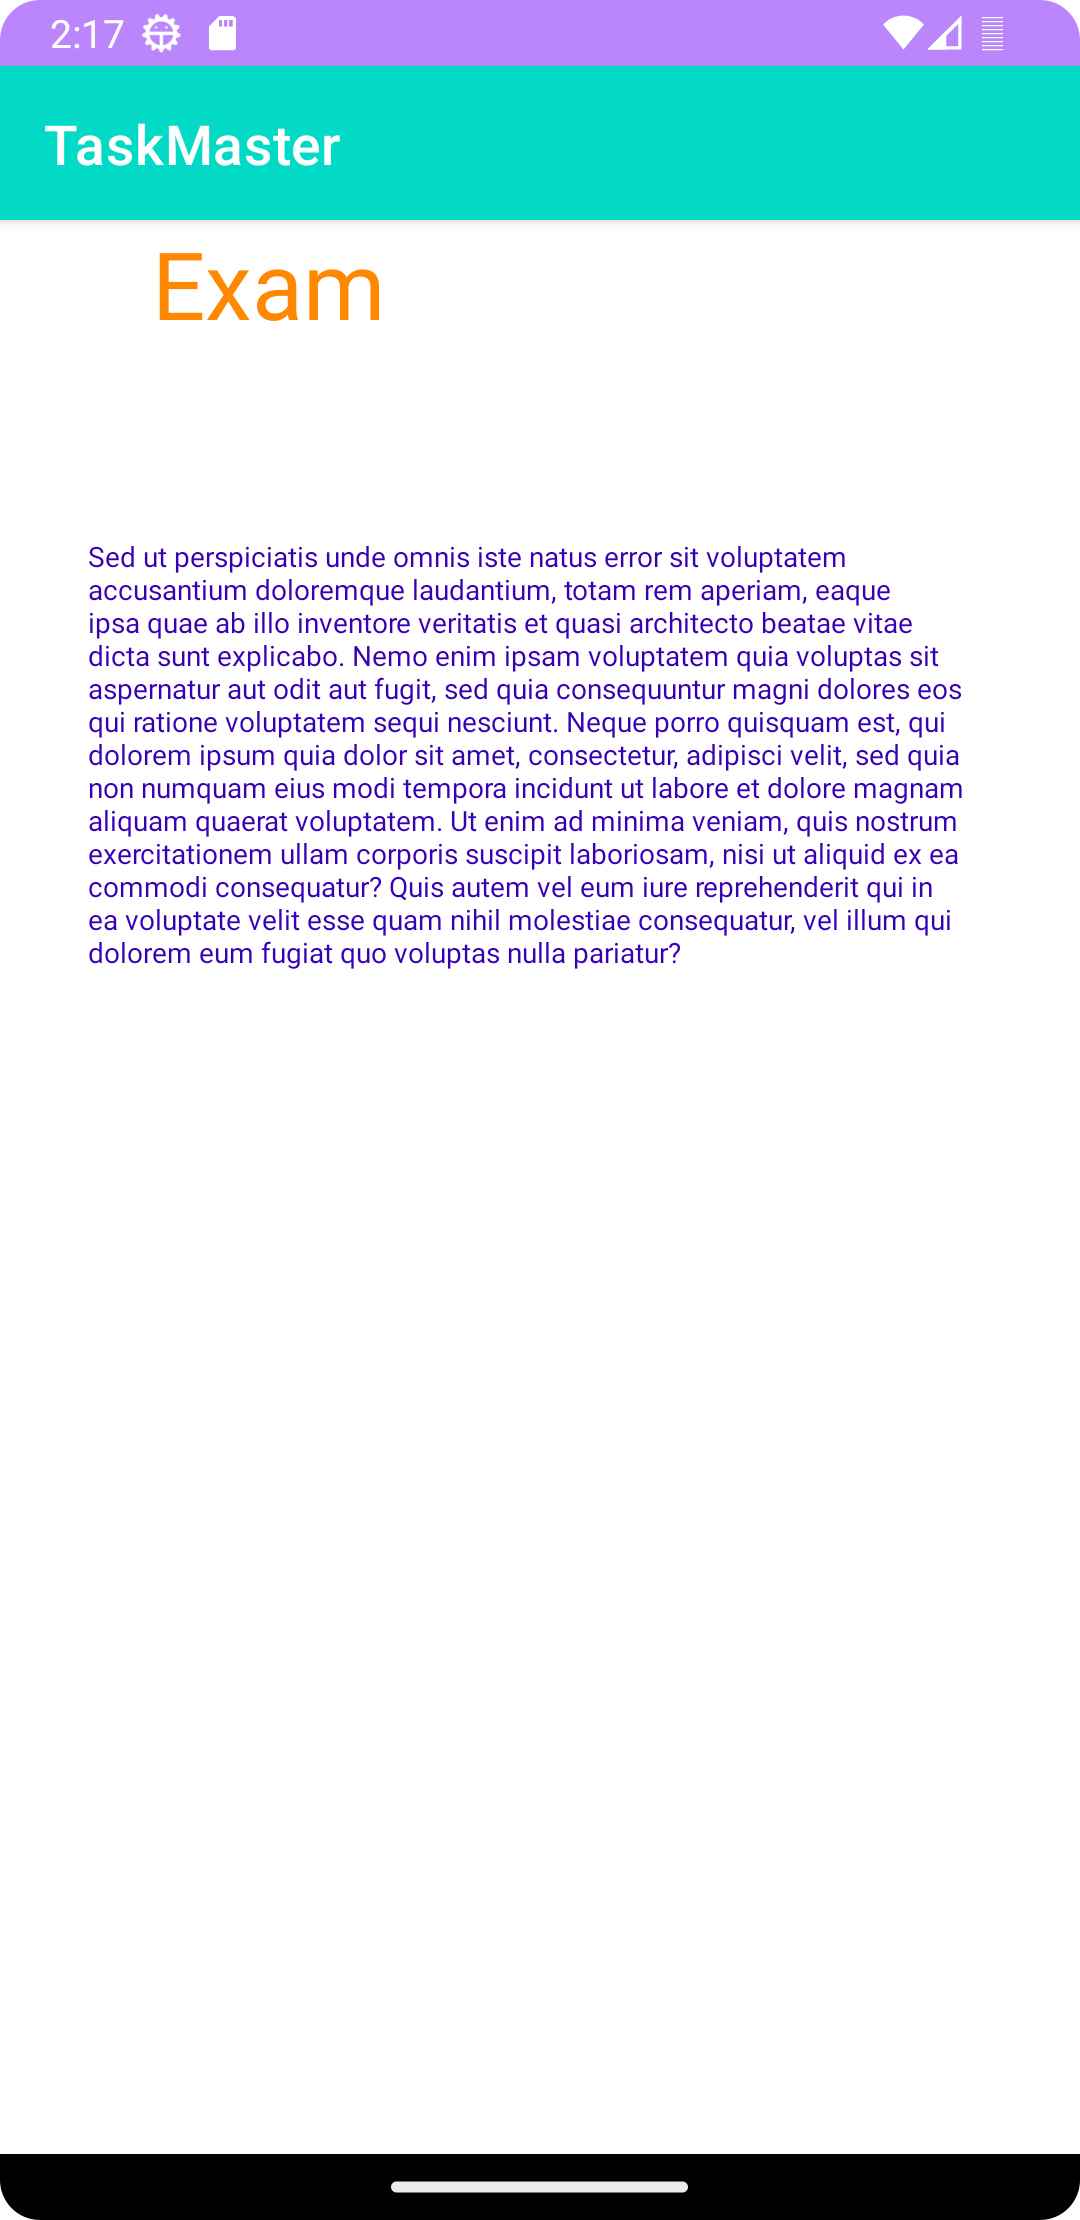 2:17
TaskMaster
Exam
Sed ut perspiciatis unde omnis iste natus error sit voluptatem
accusantium doloremque laudantium, totam rem aperiam, eaque
ipsa quae ab illo inventore veritatis et quasi architecto beatae vitae
dicta sunt explicabo. Nemo enim ipsam voluptatem quia voluptas sit
aspernatur aut odit aut fugit, sed quia consequuntur magni dolores eos
qui ratione voluptatem sequi nesciunt. Neque porro quisquam est, qui
dolorem ipsum quia dolor sit amet, consectetur, adipisci velit, sed quia
non numquam eius modi tempora incidunt ut labore et dolore magnam
aliquam quaerat voluptatem. Ut enim ad minima veniam, quis nostrum
exercitationem ullam corporis suscipit laboriosam, nisi ut aliquid ex ea
commodi consequatur? Quis autem vel eum iure reprehenderit qui in
ea voluptate velit esse quam nihil molestiae consequatur, vel illum qui
dolorem eum fugiat quo voluptas nulla pariatur?